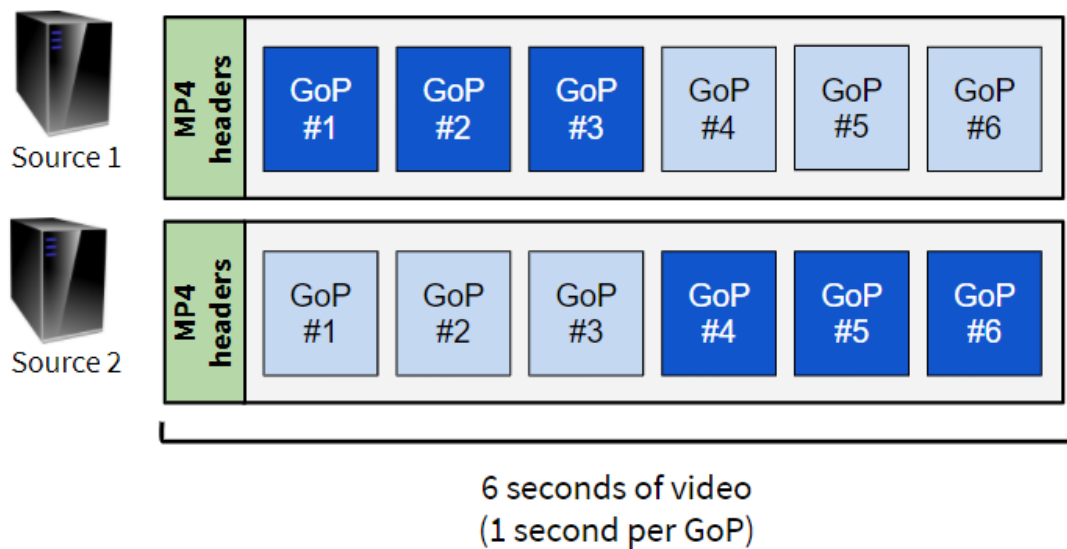 Source 1
MP4
headers
GoP
#1
GoP
#2
GoP
#3
GoP
#4
GoP
#5
GoP
#6
Source 2
MP4
headers
GoP
#1
GoP
#2
GoP
#3
GoP
#4
GoP
#5
GoP
#6
6 seconds of video
(1 second per GoP)